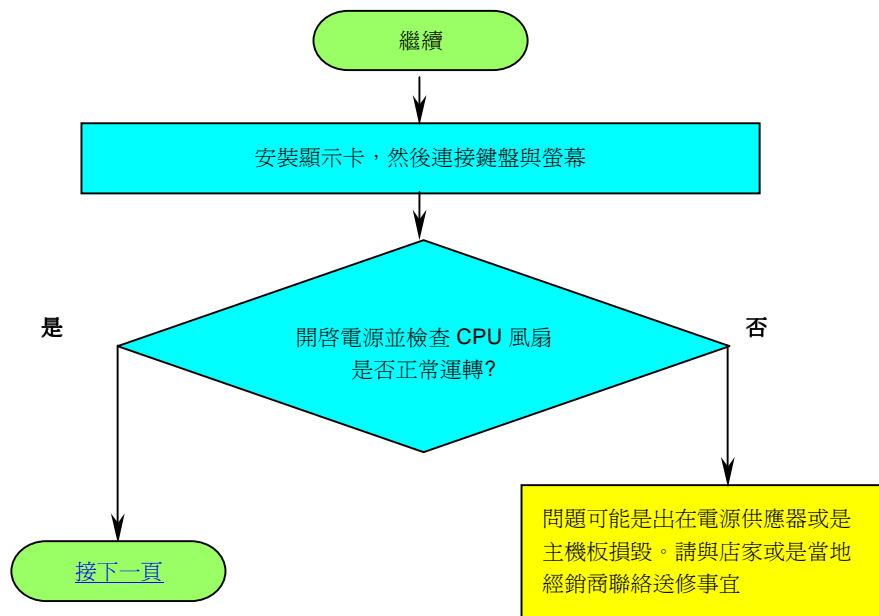 繼續
安裝顯示卡，然後連接鍵盤與螢幕
是
否
開啓電源並檢查 CPU 風扇
是否正常運轉?
問題可能是出在電源供應器或是
主機板損毀。請與店家或是當地
經銷商聯絡送修事宜
接下一頁